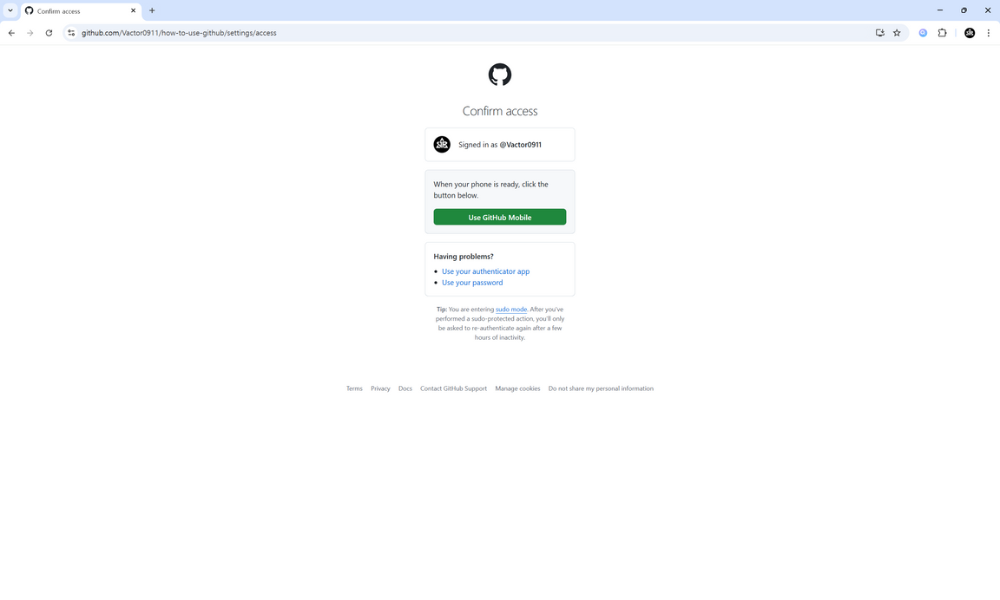 Confirm access
github.com/Vactor0911/how-to-use-github/settings/access
Confirm access
Signed in as @Vactor0911
When your phone is ready, click the
button below.
Use GitHub Mobile
Having problems?
Use your authenticator app
Use your password
Tip: You are entering sudo mode. After you've
performed a sudo-protected action, you'll only
be asked to re-authenticate again after a few
hours of inactivity.
Terms Privacy Docs Contact GitHub Support Manage cookies Do not share my personal information